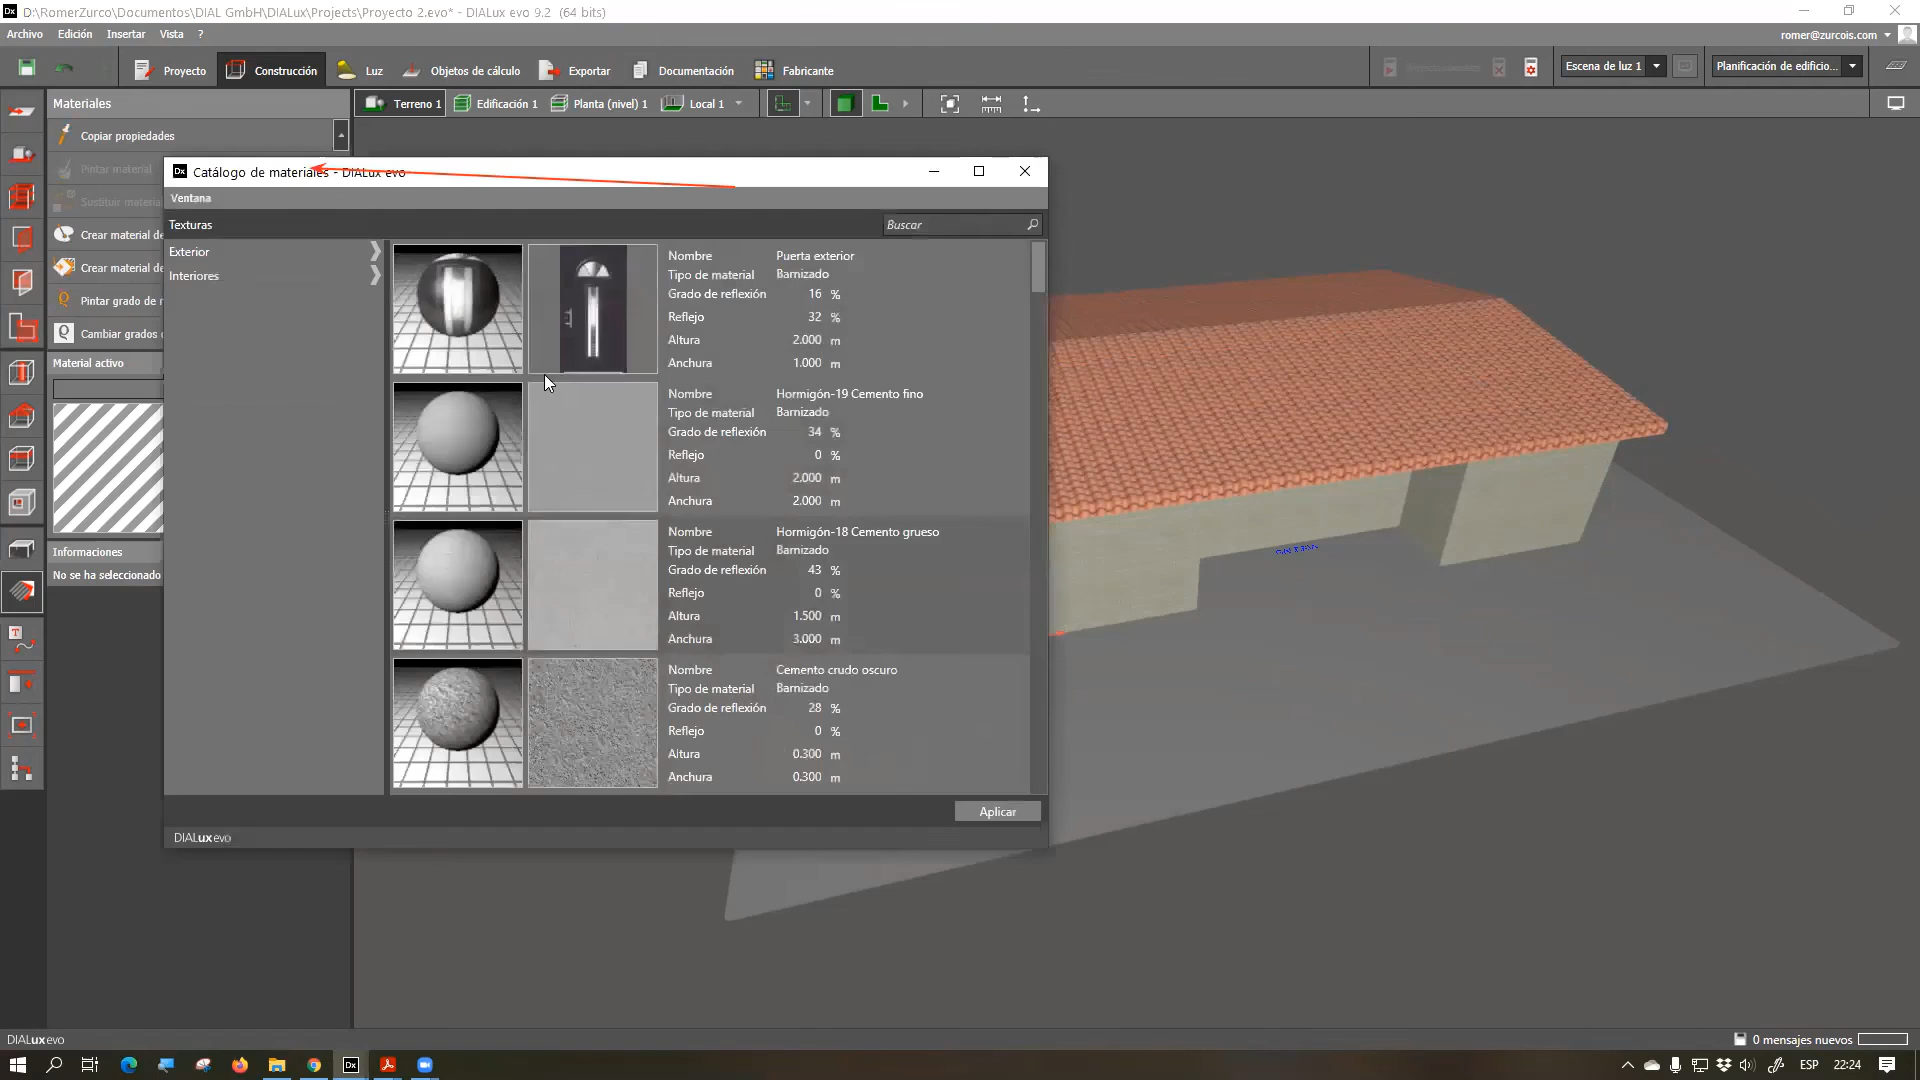 D:\RomerZurco\Documentos\DIAL GmbH\DIALux\Projects\Proyecto 2.evo* - DIALux evo 9.2 (64 bits)
Archivo Edición Insertar Vista ?
romer@zurcois.com
Proyecto Construcción Luz Objetos de cálculo Exportar Documentación Fabricante
Escena de luz 1 Planificación de edificio...
Materiales
Terreno 1 Edificación 1 Planta (nivel) 1 Local 1
Copiar propiedades
Pintar material
Sustituir materia
Crear material de
Crear material de
Pintar grado de r
Cambiar grados
Material activo
Informaciones
No se ha seleccionado
Catálogo de materiales - DIALux evo
Ventana
Texturas
Buscar
Exterior
Interiores
Nombre Puerta exterior
Tipo de material Barnizado
Grado de reflexión 16 %
Reflejo 32 %
Altura 2.000 m
Anchura 1.000 m
Nombre Hormigón-19 Cemento fino
Tipo de material Barnizado
Grado de reflexión 34 %
Reflejo 0 %
Altura 2.000 m
Anchura 2.000 m
Nombre Hormigón-18 Cemento grueso
Tipo de material Barnizado
Grado de reflexión 43 %
Reflejo 0 %
Altura 1.500 m
Anchura 3.000 m
Nombre Cemento crudo oscuro
Tipo de material Barnizado
Grado de reflexión 28 %
Reflejo 0 %
Altura 0.300 m
Anchura 0.300 m
Aplicar
DIALux evo
DIALux evo
0 mensajes nuevos
ESP 22:24